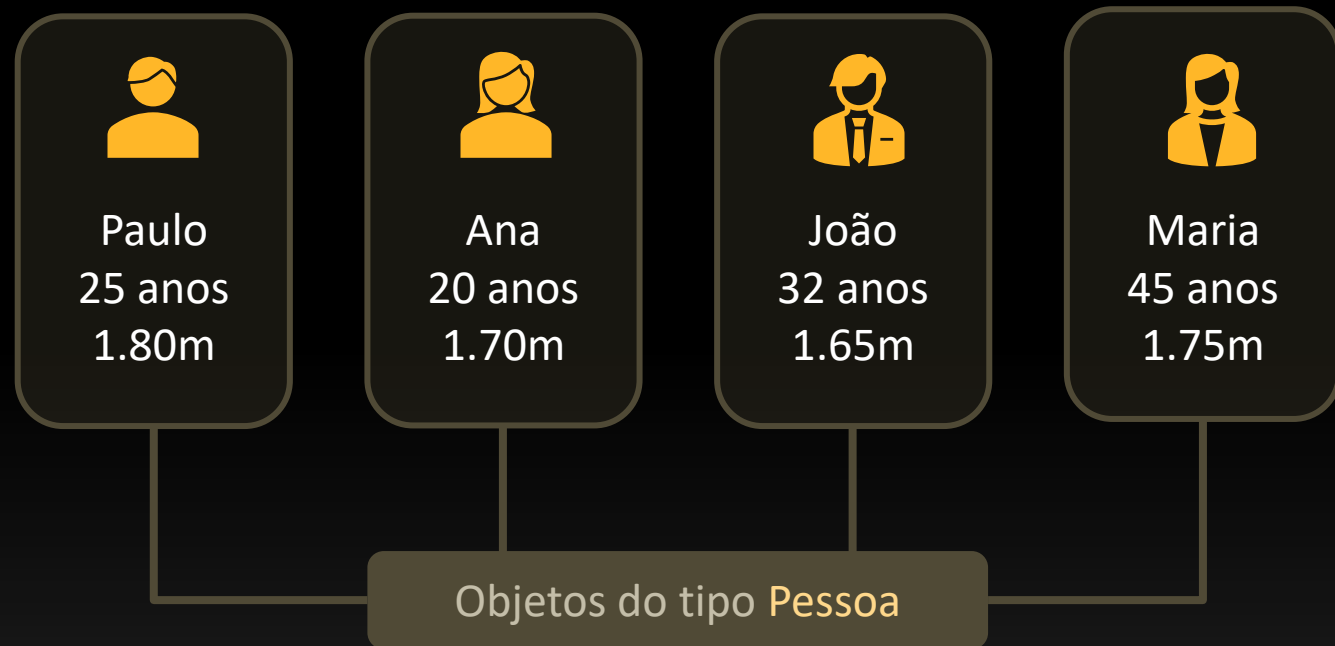 Paulo
25 anos
1.80m
Ana
20 anos
1.70m
João
32 anos
1.65m
Maria
45 anos
1.75m
Objetos do tipo Pessoa